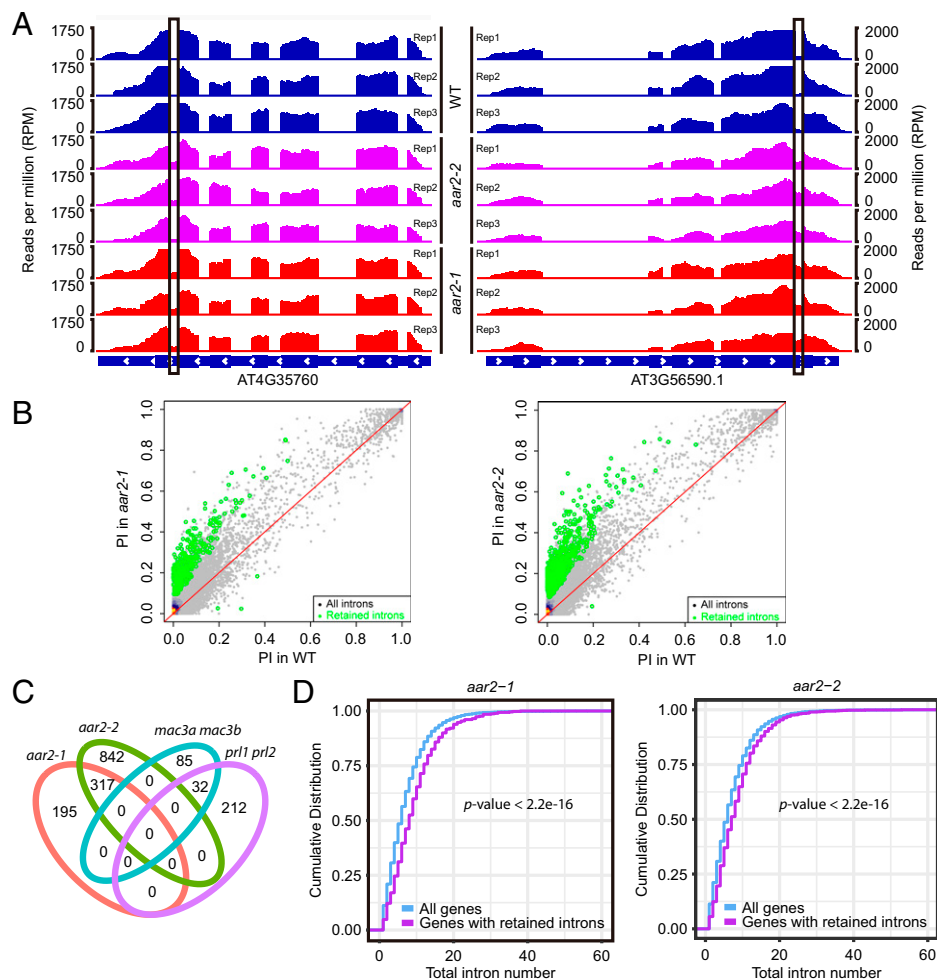 A
Reads per million (RPM)
1750
0
1750
0
1750
0
1750
0
1750
0
1750
0
1750
0
1750
0
1750
0
Rep1
Rep2
Rep3
Rep1
Rep2
Rep3
Rep1
Rep2
Rep3
WT
aar2-2
aar2-1
Rep1
Rep2
Rep3
Rep1
Rep2
Rep3
Rep1
Rep2
Rep3
2000
0
2000
0
2000
0
2000
0
2000
0
2000
0
2000
0
2000
0
2000
0
Reads per million (RPM)
AT4G35760
AT3G56590.1
B
PI in aar2-1
1.0
0.8
0.6
0.4
0.2
0.0
All introns
Retained introns
0.0 0.2 0.4 0.6 0.8 1.0
PI in WT
PI in aar2-2
1.0
0.8
0.6
0.4
0.2
0.0
All introns
Retained introns
0.0 0.2 0.4 0.6 0.8 1.0
PI in WT
C
aar2-1
aar2-2
mac3a mac3b
prl1 prl2
842
85
0
317
32
195
0
0
212
0
0
0
0
0
0
D
aar2−1
Cumulative Distribution
1.00
0.75
0.50
0.25
0.00
p-value < 2.2e-16
All genes
Genes with retained introns
0 20 40 60
Total intron number
aar2−2
Cumulative Distribution
1.00
0.75
0.50
0.25
0.00
p-value < 2.2e-16
All genes
Genes with retained introns
0 20 40 60
Total intron number